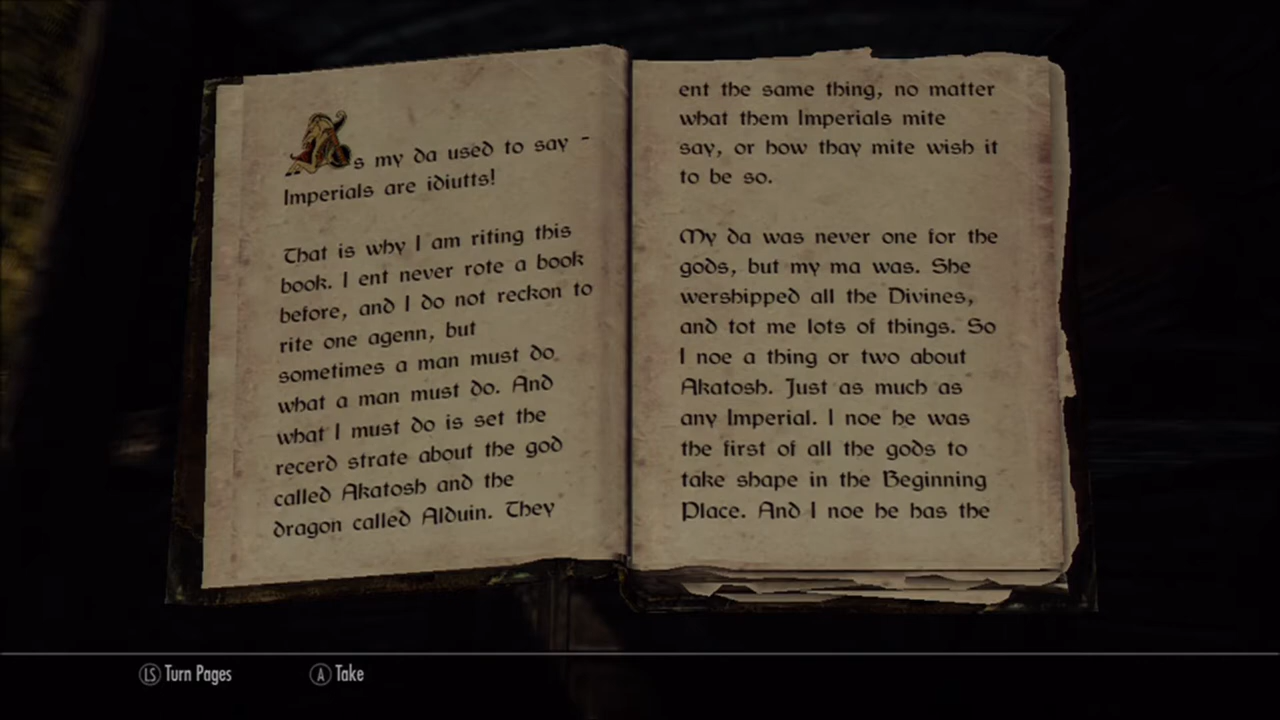 As my da used to say -
Imperials are idiutts!
That is why I am riting this
book. I ent never rote a book
before, and I do not reckon to
rite one agenn, but
sometimes a man must do
what a man must do. And
what I must do is set the
recerd strate about the god
called Akatosh and the
dragon called Alduin. They
ent the same thing, no matter
what them Imperials mite
say, or how thay mite wish it
to be so.
My da was never one for the
gods, but my ma was. She
wershipped all the Divines,
and tot me lots of things. So
I noe a thing or two about
Akatosh. Just as much as
any Imperial. I noe he was
the first of all the gods to
take shape in the Beginning
Place. And I noe he has the
LS Turn Pages
A Take